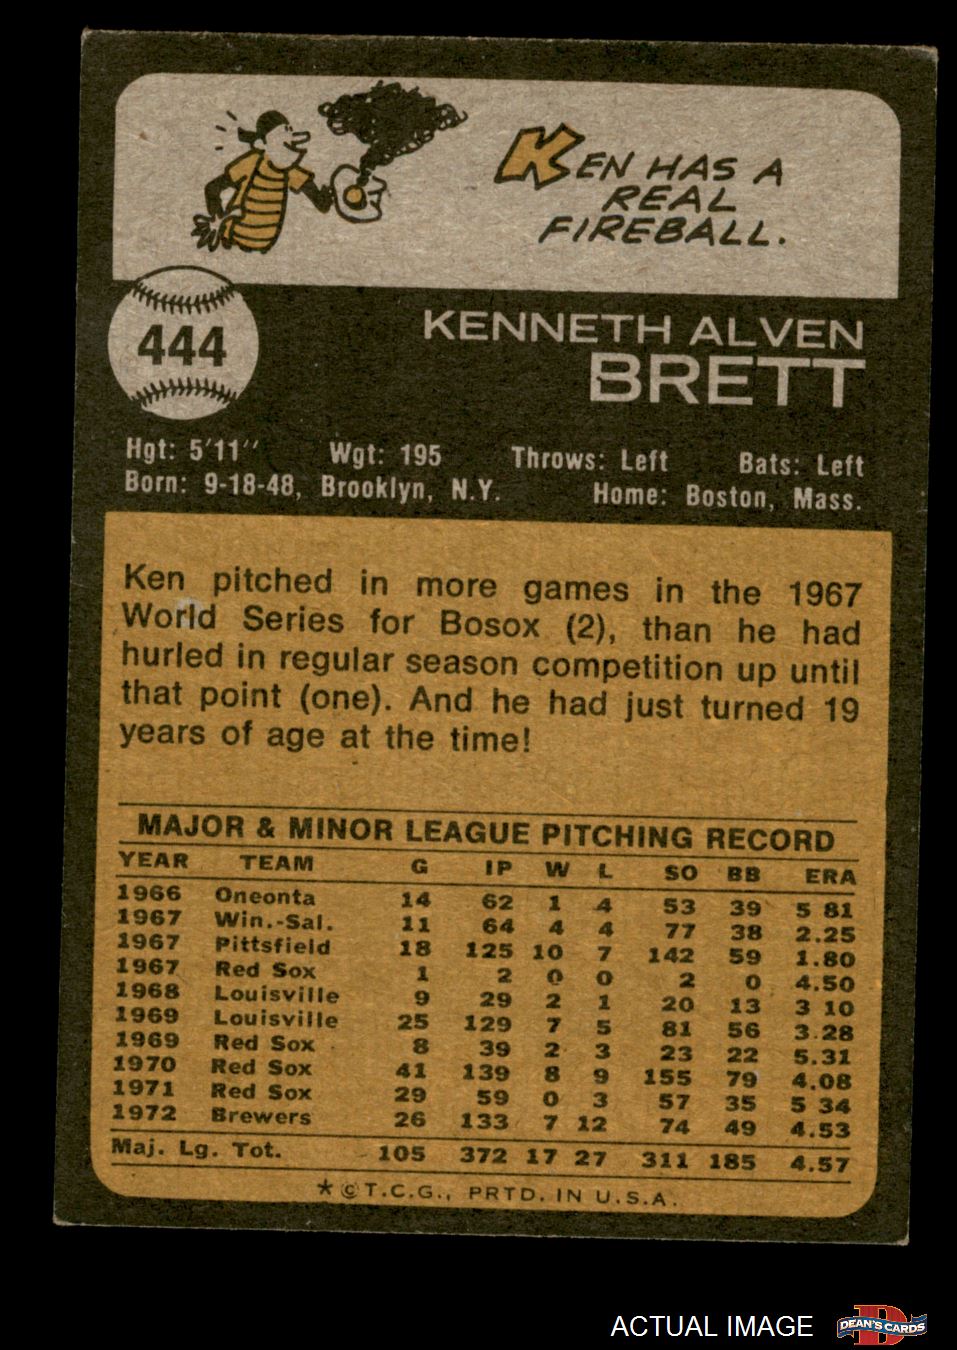 KEN HAS A
REAL
FIREBALL.
444
KENNETH ALVEN
BRETT
Hgt: 5'11" Wgt: 195 Throws: Left Bats: Left
Born: 9-18-48, Brooklyn, N.Y. Home: Boston, Mass.
Ken pitched in more games in the 1967
World Series for Bosox (2), than he had
hurled in regular season competition up until
that point (one). And he had just turned 19
years of age at the time!
MAJOR & MINOR LEAGUE PITCHING RECORD
YEAR TEAM G IP W L SO BB ERA
1966 Oneonta 14 62 1 4 53 39 5 81
1967 Win.-Sal. 11 64 4 4 77 38 2.25
1967 Pittsfield 18 125 10 7 142 59 1.80
1967 Red Sox 1 2 0 0 2 0 4.50
1968 Louisville 9 29 2 1 20 13 3 10
1969 Louisville 25 129 7 5 81 56 3.28
1969 Red Sox 8 39 2 3 23 22 5.31
1970 Red Sox 41 139 8 9 155 79 4.08
1971 Red Sox 29 59 0 3 57 35 5 34
1972 Brewers 26 133 7 12 74 49 4.53
Maj. Lg. Tot. 105 372 17 27 311 185 4.57
* © T.C.G., PRTD. IN U.S.A.
ACTUAL IMAGE
D
DEAN'S CARDS